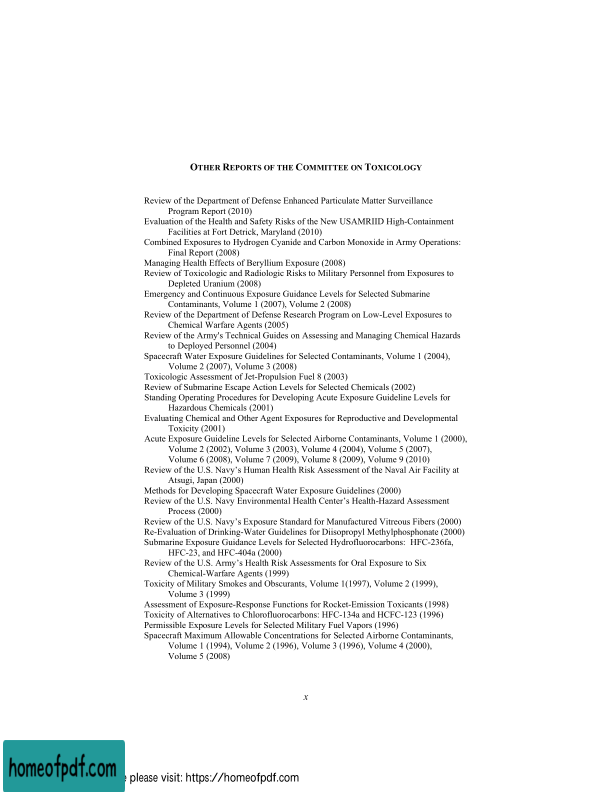 OTHER REPORTS OF THE COMMITTEE ON TOXICOLOGY
Review of the Department of Defense Enhanced Particulate Matter Surveillance
Program Report (2010)
Evaluation of the Health and Safety Risks of the New USAMRIID High-Containment
Facilities at Fort Detrick, Maryland (2010)
Combined Exposures to Hydrogen Cyanide and Carbon Monoxide in Army Operations:
Final Report (2008)
Managing Health Effects of Beryllium Exposure (2008)
Review of Toxicologic and Radiologic Risks to Military Personnel from Exposures to
Depleted Uranium (2008)
Emergency and Continuous Exposure Guidance Levels for Selected Submarine
Contaminants, Volume 1 (2007), Volume 2 (2008)
Review of the Department of Defense Research Program on Low-Level Exposures to
Chemical Warfare Agents (2005)
Review of the Army's Technical Guides on Assessing and Managing Chemical Hazards
to Deployed Personnel (2004)
Spacecraft Water Exposure Guidelines for Selected Contaminants, Volume 1 (2004),
Volume 2 (2007), Volume 3 (2008)
Toxicologic Assessment of Jet-Propulsion Fuel 8 (2003)
Review of Submarine Escape Action Levels for Selected Chemicals (2002)
Standing Operating Procedures for Developing Acute Exposure Guideline Levels for
Hazardous Chemicals (2001)
Evaluating Chemical and Other Agent Exposures for Reproductive and Developmental
Toxicity (2001)
Acute Exposure Guideline Levels for Selected Airborne Contaminants, Volume 1 (2000),
Volume 2 (2002), Volume 3 (2003), Volume 4 (2004), Volume 5 (2007),
Volume 6 (2008), Volume 7 (2009), Volume 8 (2009), Volume 9 (2010)
Review of the U.S. Navy's Human Health Risk Assessment of the Naval Air Facility at
Atsugi, Japan (2000)
Methods for Developing Spacecraft Water Exposure Guidelines (2000)
Review of the U.S. Navy Environmental Health Center's Health-Hazard Assessment
Process (2000)
Review of the U.S. Navy's Exposure Standard for Manufactured Vitreous Fibers (2000)
Re-Evaluation of Drinking-Water Guidelines for Diisopropyl Methylphosphonate (2000)
Submarine Exposure Guidance Levels for Selected Hydrofluorocarbons: HFC-236fa,
HFC-23, and HFC-404a (2000)
Review of the U.S. Army's Health Risk Assessments for Oral Exposure to Six
Chemical-Warfare Agents (1999)
Toxicity of Military Smokes and Obscurants, Volume 1(1997), Volume 2 (1999),
Volume 3 (1999)
Assessment of Exposure-Response Functions for Rocket-Emission Toxicants (1998)
Toxicity of Alternatives to Chlorofluorocarbons: HFC-134a and HCFC-123 (1996)
Permissible Exposure Levels for Selected Military Fuel Vapors (1996)
Spacecraft Maximum Allowable Concentrations for Selected Airborne Contaminants,
Volume 1 (1994), Volume 2 (1996), Volume 3 (1996), Volume 4 (2000),
Volume 5 (2008)
x
homeofpdf.com
please visit: https://homeofpdf.com